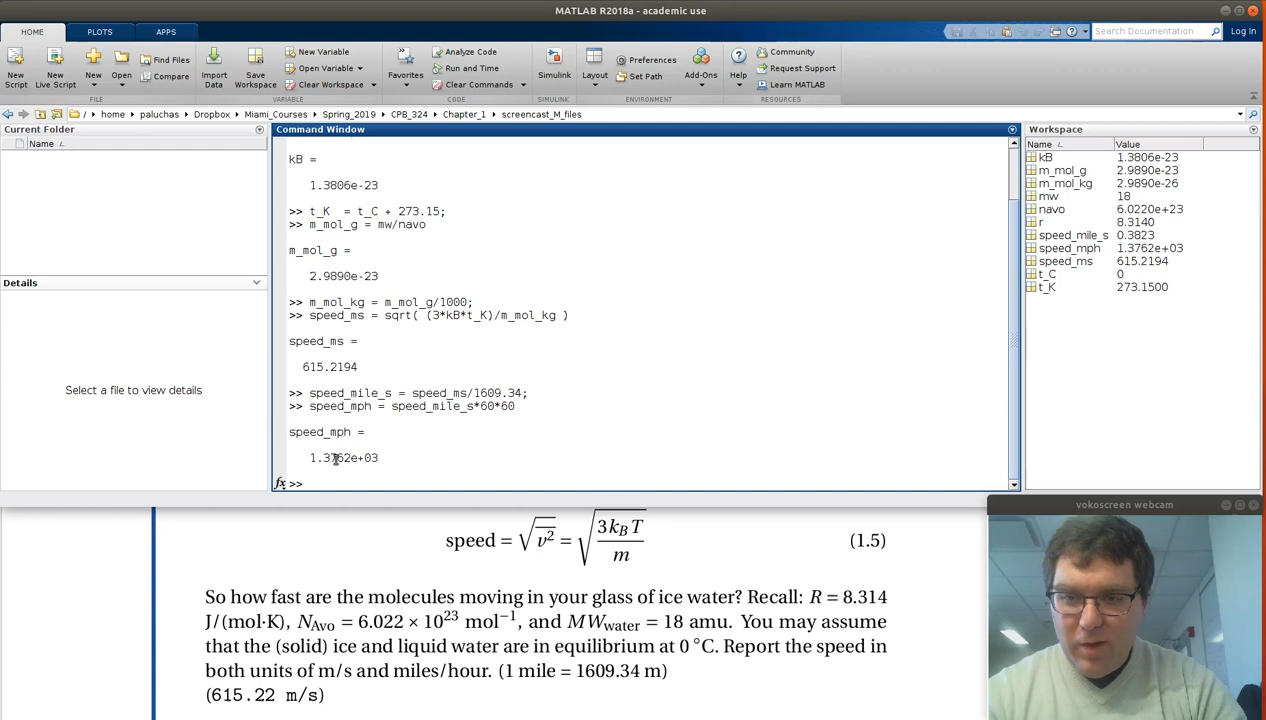 MATLAB R2018a - academic use
HOME PLOTS APPS
Search Documentation Log In
New Script
New Live Script
New
Open
Find Files
Compare
Import Data
Save Workspace
New Variable
Open Variable
Clear Workspace
Favorites
Analyze Code
Run and Time
Clear Commands
Simulink
Layout
Preferences
Set Path
Add-Ons
Help
Community
Request Support
Learn MATLAB
FILE VARIABLE CODE SIMULINK ENVIRONMENT RESOURCES
/ home paluchas Dropbox Miami_Courses Spring_2019 CPB_324 Chapter_1 screencast_M_files
Current Folder
Name
Details
Select a file to view details
Command Window
kB =
1.3806e-23
>> t_K = t_C + 273.15;
>> m_mol_g = mw/navo
m_mol_g =
2.9890e-23
>> m_mol_kg = m_mol_g/1000;
>> speed_ms = sqrt( (3*kB*t_K)/m_mol_kg )
speed_ms =
615.2194
>> speed_mile_s = speed_ms/1609.34;
>> speed_mph = speed_mile_s*60*60
speed_mph =
1.3762e+03
fx >>
Workspace
Name Value
kB 1.3806e-23
m_mol_g 2.9890e-23
m_mol_kg 2.9890e-26
mw 18
navo 6.0220e+23
r 8.3140
speed_mile_s 0.3823
speed_mph 1.3762e+03
speed_ms 615.2194
t_C 0
t_K 273.1500
vokoscreen webcam
speed = √v² = √(3k_B T / m) (1.5)
So how fast are the molecules moving in your glass of ice water? Recall: R = 8.314
J/(mol·K), N_Avo = 6.022 × 10²³ mol⁻¹, and MW_water = 18 amu. You may assume
that the (solid) ice and liquid water are in equilibrium at 0 °C. Report the speed in
both units of m/s and miles/hour. (1 mile = 1609.34 m)
(615.22 m/s)